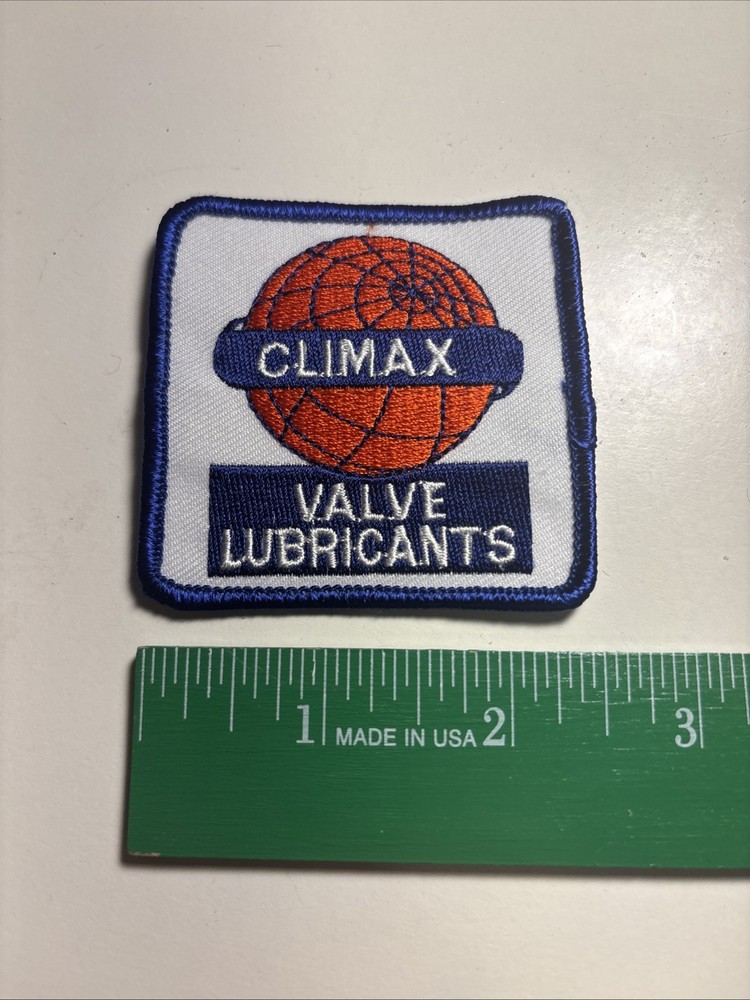 CLIMAX
VALVE
LUBRICANTS
1 MADE IN USA 2 3